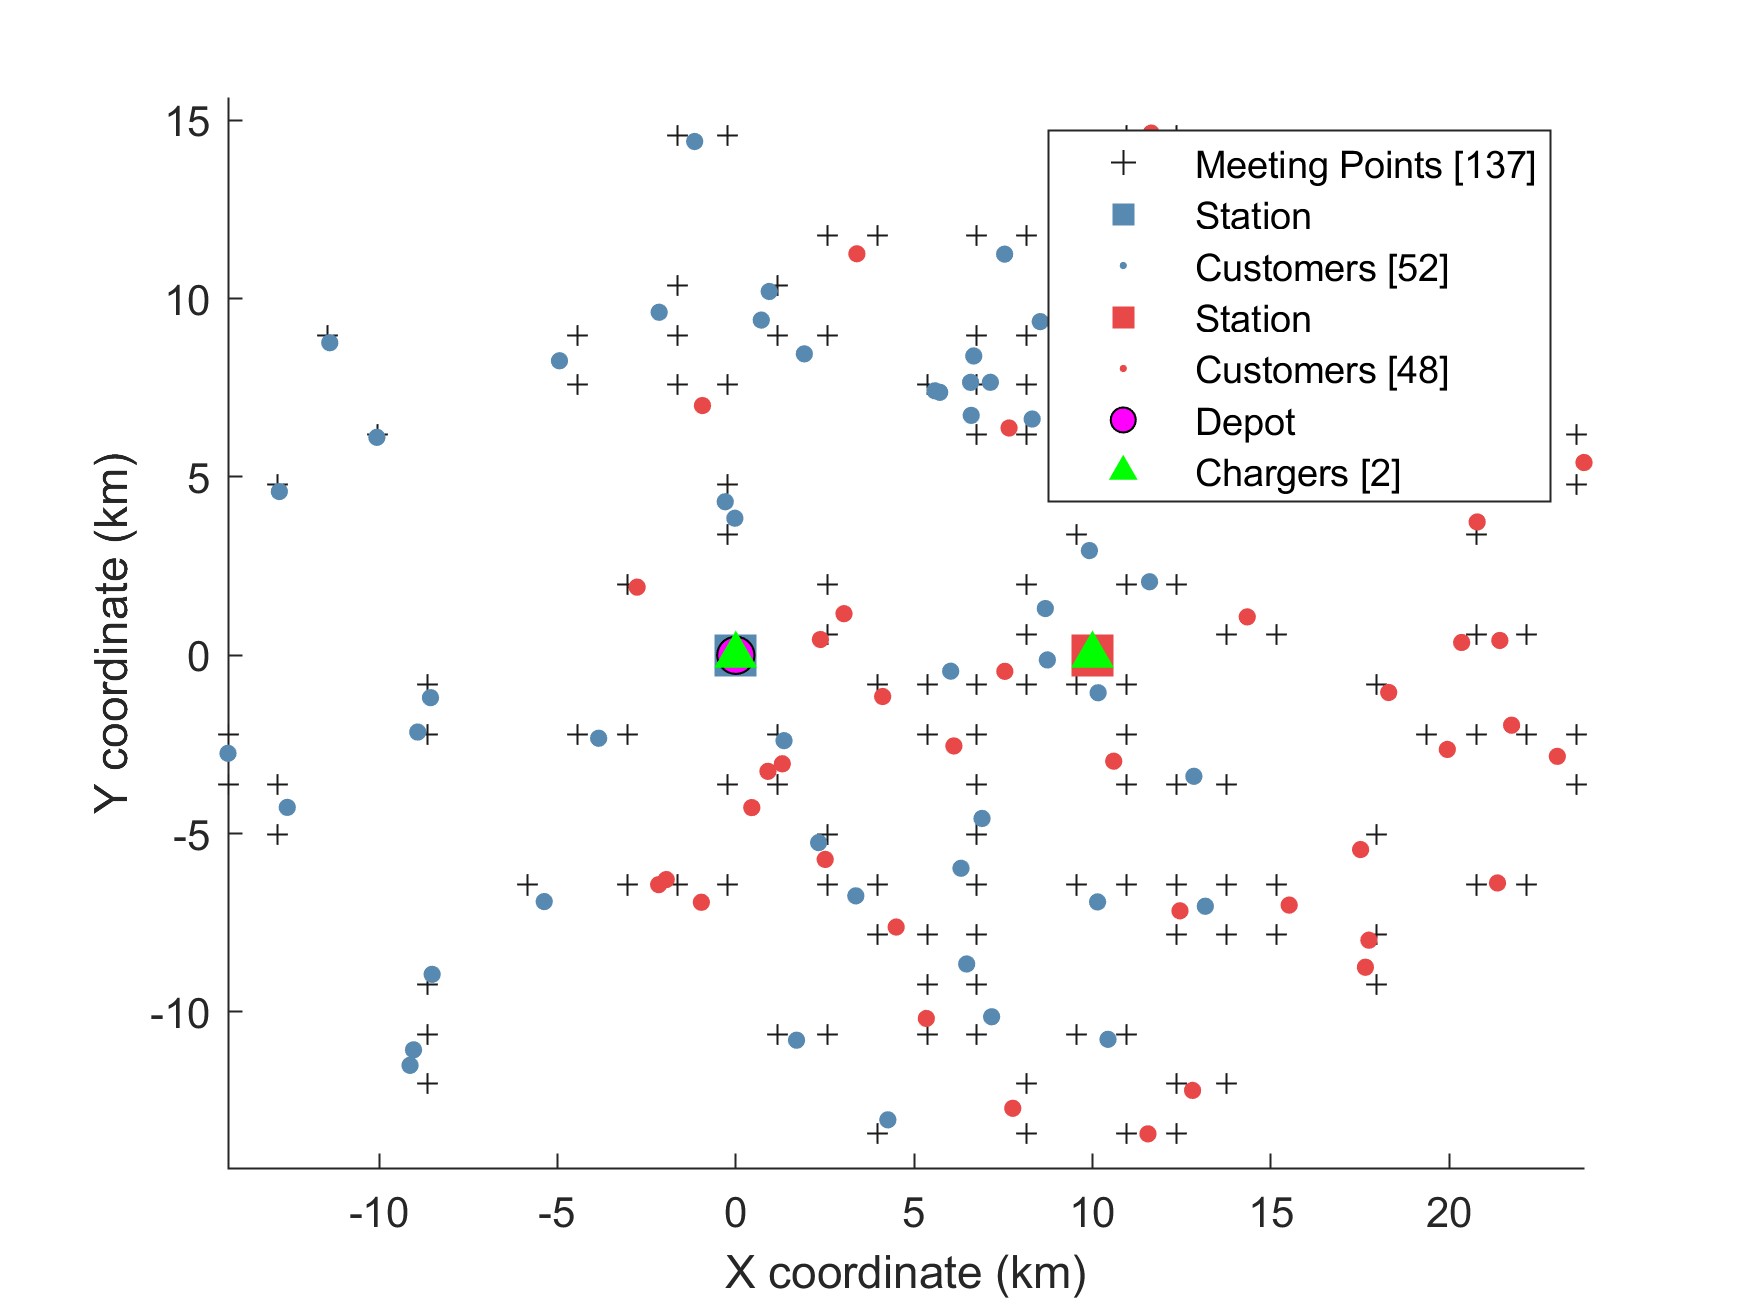 15
10
5
0
-5
-10
Y coordinate (km)
Meeting Points [137]
Station
Customers [52]
Station
Customers [48]
Depot
Chargers [2]
-10 -5 0 5 10 15 20
X coordinate (km)